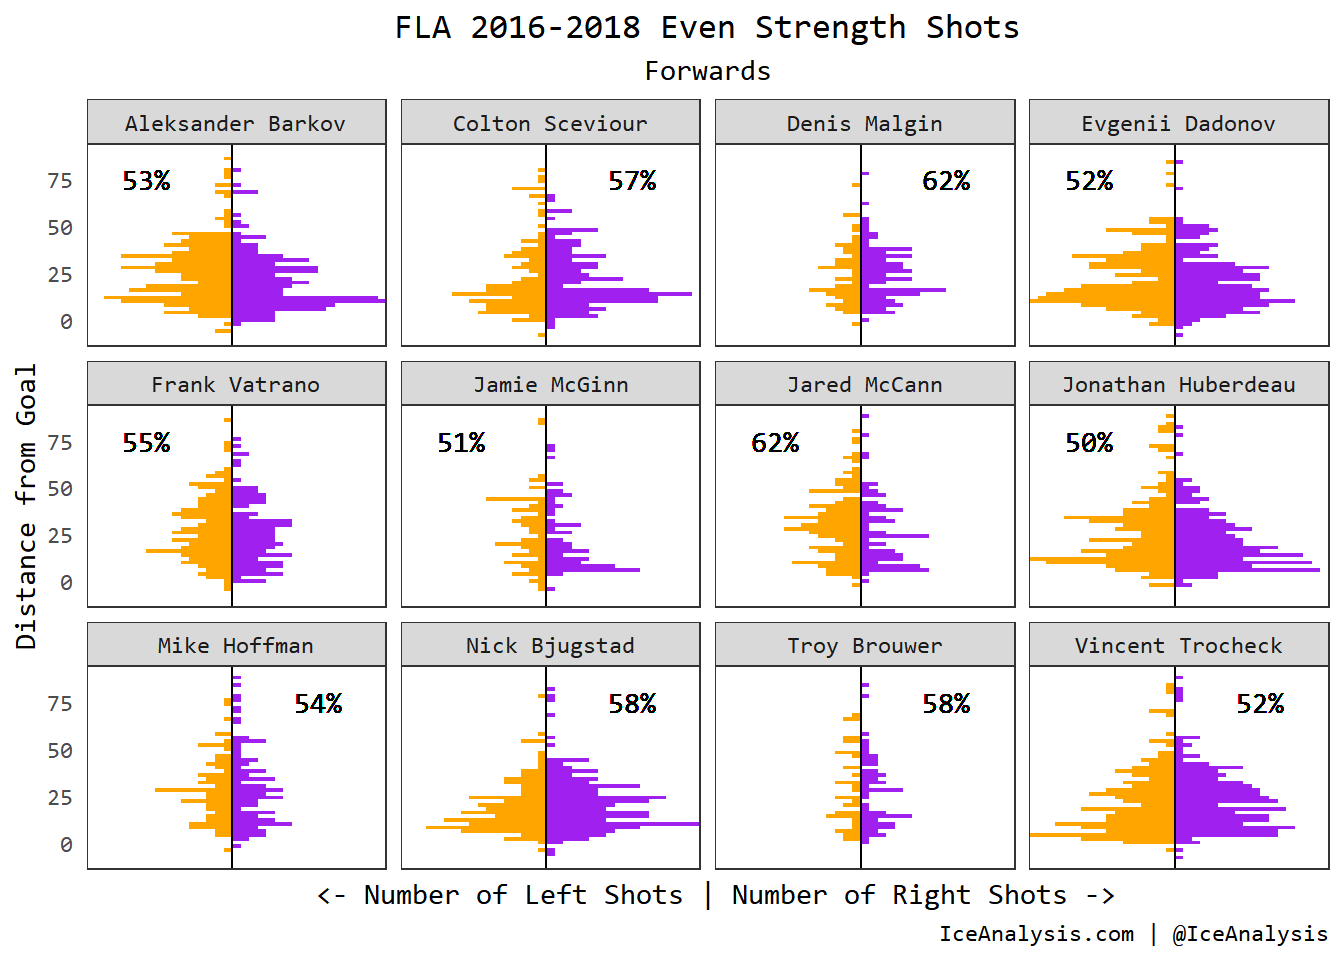 FLA 2016-2018 Even Strength Shots
Forwards
Aleksander Barkov
Colton Sceviour
Denis Malgin
Evgenii Dadonov
53%
57%
62%
52%
75
50
25
0
Frank Vatrano
Jamie McGinn
Jared McCann
Jonathan Huberdeau
55%
51%
62%
50%
75
50
25
0
Mike Hoffman
Nick Bjugstad
Troy Brouwer
Vincent Trocheck
54%
58%
58%
52%
75
50
25
0
Distance from Goal
<- Number of Left Shots | Number of Right Shots ->
IceAnalysis.com | @IceAnalysis